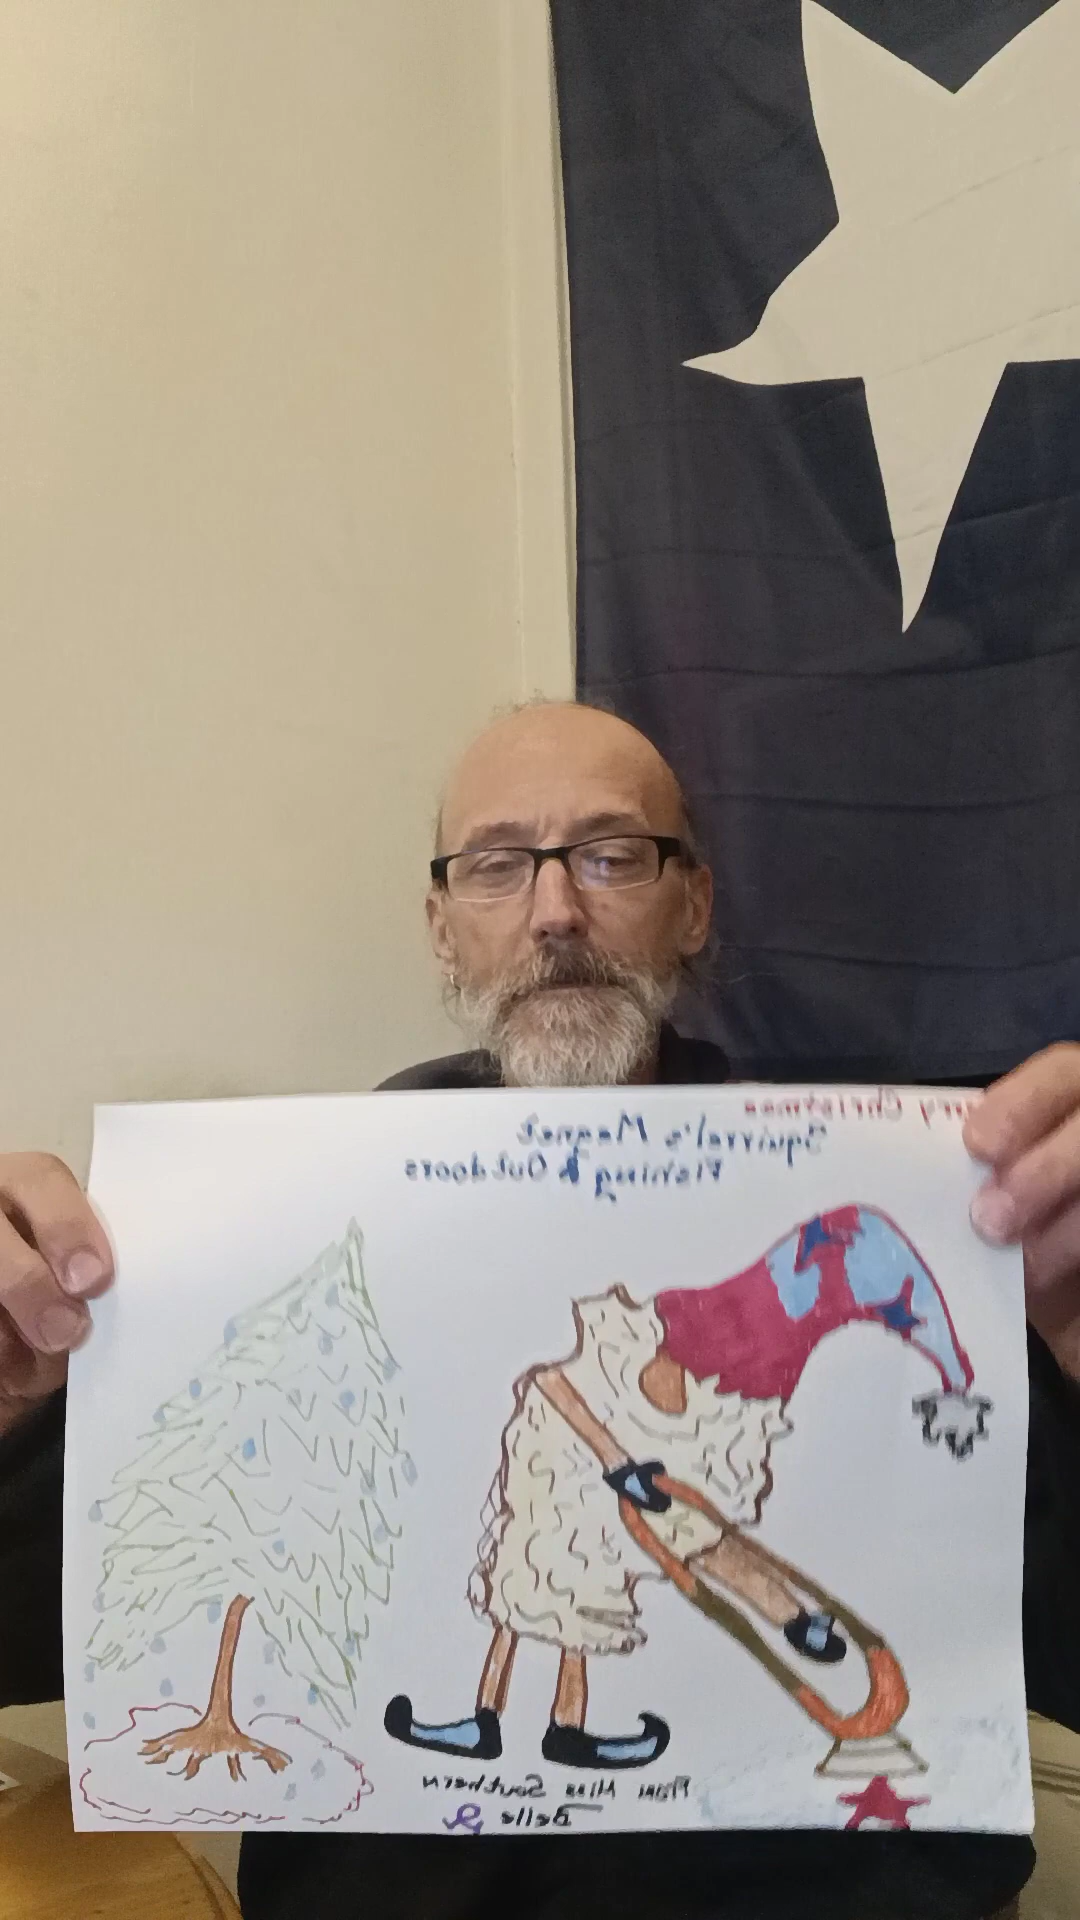 Christmas
Squirrel's Magnet
Fishing & Outdoors
From Miss Southern
Belle